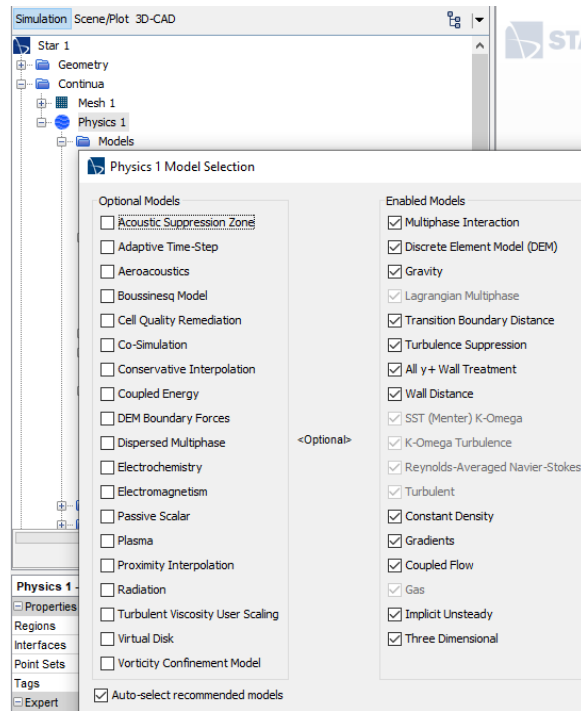 Simulation Scene/Plot 3D-CAD
Star 1
STA
Geometry
Continua
Mesh 1
Physics 1
Models
Physics 1 Model Selection
Optional Models
Enabled Models
Acoustic Suppression Zone
Multiphase Interaction
Adaptive Time-Step
Discrete Element Model (DEM)
Aeroacoustics
Gravity
Boussinesq Model
Lagrangian Multiphase
Cell Quality Remediation
Transition Boundary Distance
Co-Simulation
Turbulence Suppression
Conservative Interpolation
All y+ Wall Treatment
Coupled Energy
Wall Distance
DEM Boundary Forces
SST (Menter) K-Omega
Dispersed Multiphase
<Optional>
K-Omega Turbulence
Electrochemistry
Reynolds-Averaged Navier-Stokes
Electromagnetism
Turbulent
Passive Scalar
Constant Density
Plasma
Gradients
Proximity Interpolation
Coupled Flow
Radiation
Gas
Turbulent Viscosity User Scaling
Implicit Unsteady
Virtual Disk
Three Dimensional
Vorticity Confinement Model
Auto-select recommended models
Physics 1 -
Properties
Regions
Interfaces
Point Sets
Tags
Expert